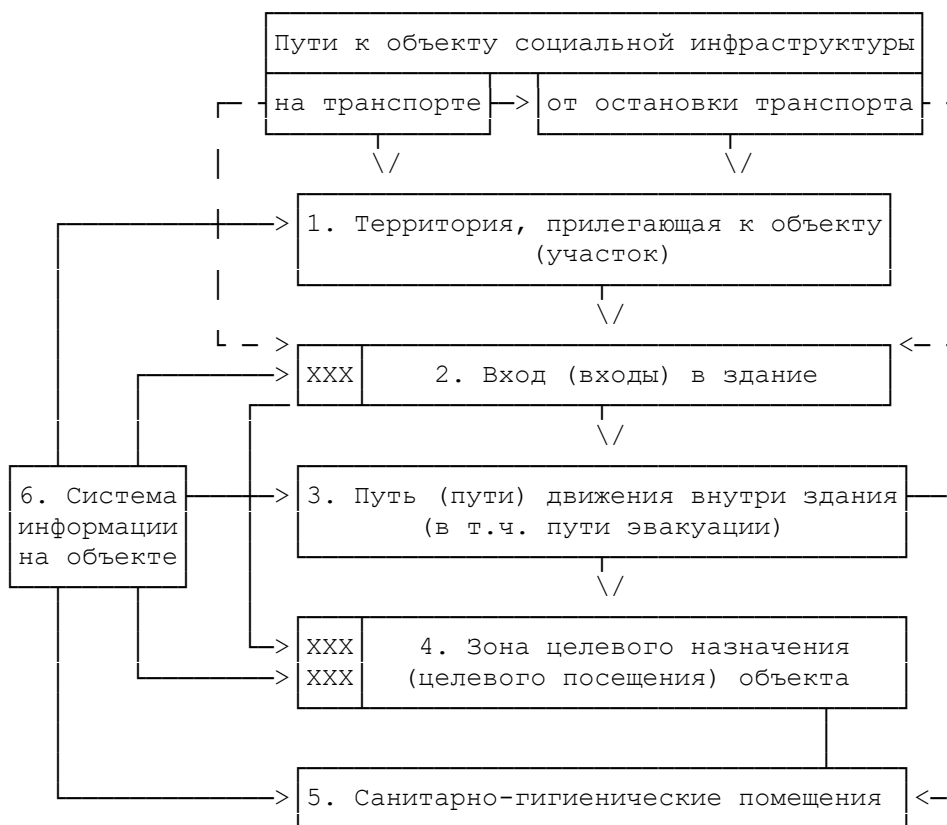 Пути к объекту социальной инфраструктуры
на транспорте
от остановки транспорта
1. Территория, прилегающая к объекту
(участок)
XXX
2. Вход (входы) в здание
6. Система
информации
на объекте
3. Путь (пути) движения внутри здания
(в т.ч. пути эвакуации)
XXX
XXX
4. Зона целевого назначения
(целевого посещения) объекта
5. Санитарно-гигиенические помещения